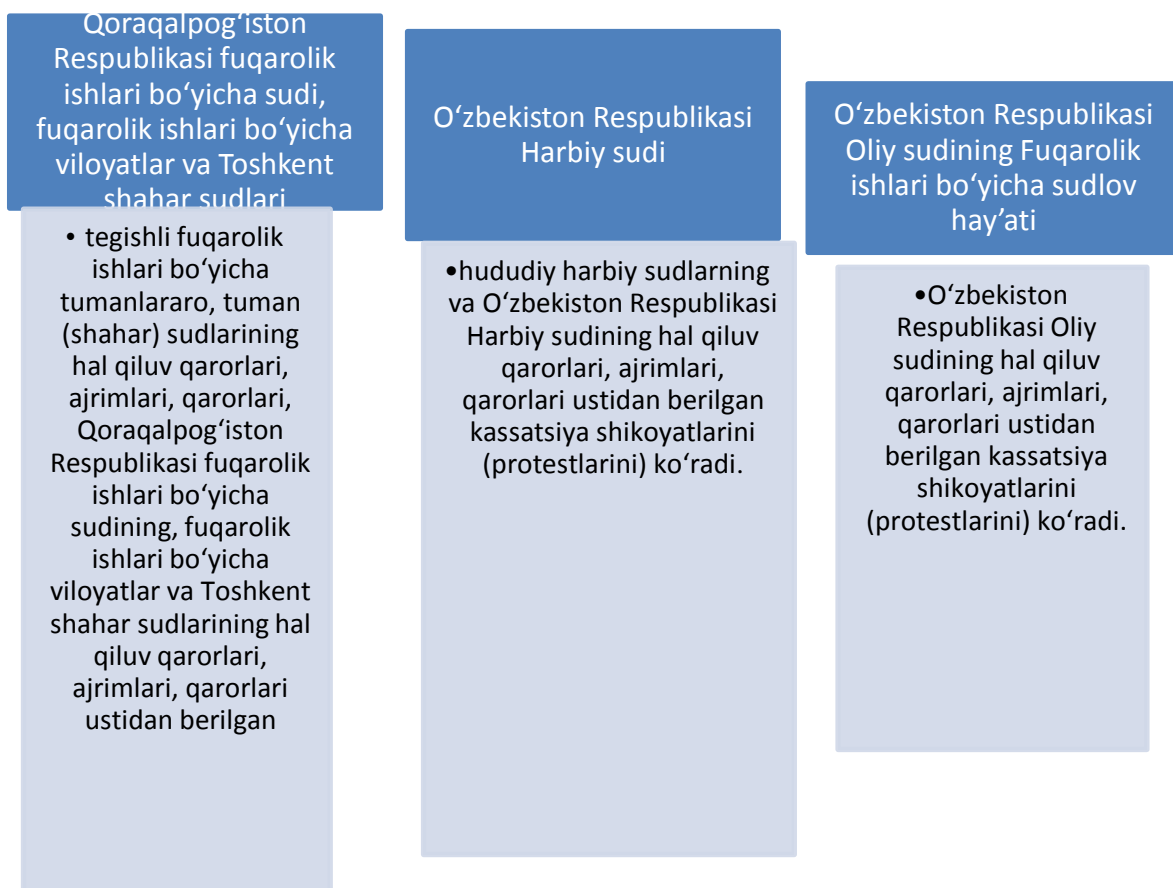 Qoraqalpog‘iston
Respublikasi fuqarolik
ishlari bo‘yicha sudi,
fuqarolik ishlari bo‘yicha
viloyatlar va Toshkent
shahar sudlari
• tegishli fuqarolik
ishlari bo‘yicha
tumanlararo, tuman
(shahar) sudlarining
hal qiluv qarorlari,
ajrimlari, qarorlari,
Qoraqalpog‘iston
Respublikasi fuqarolik
ishlari bo‘yicha
sudining, fuqarolik
ishlari bo‘yicha
viloyatlar va Toshkent
shahar sudlarining hal
qiluv qarorlari,
ajrimlari, qarorlari
ustidan berilgan
O‘zbekiston Respublikasi
Harbiy sudi
•hududiy harbiy sudlarning
va O‘zbekiston Respublikasi
Harbiy sudining hal qiluv
qarorlari, ajrimlari,
qarorlari ustidan berilgan
kassatsiya shikoyatlarini
(protestlarini) ko‘radi.
O‘zbekiston Respublikasi
Oliy sudining Fuqarolik
ishlari bo‘yicha sudlov
hay’ati
•O‘zbekiston
Respublikasi Oliy
sudining hal qiluv
qarorlari, ajrimlari,
qarorlari ustidan
berilgan kassatsiya
shikoyatlarini
(protestlarini) ko‘radi.